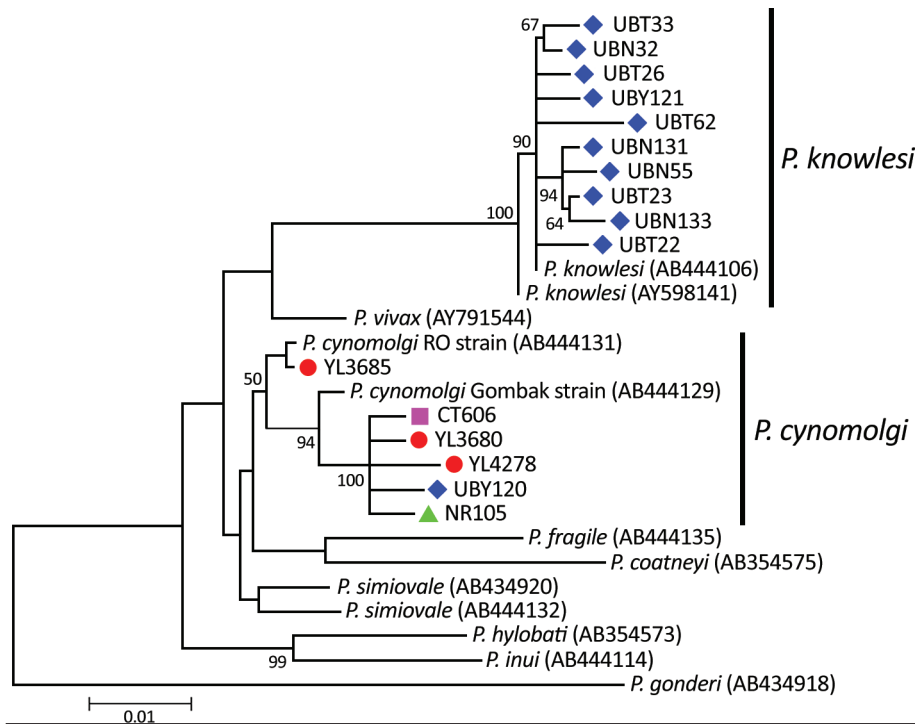 67
UBT33
UBN32
UBT26
UBY121
UBT62
90
UBN131
P. knowlesi
UBN55
94
UBT23
100
64
UBN133
UBT22
P. knowlesi (AB444106)
P. knowlesi (AY598141)
P. vivax (AY791544)
P. cynomolgi RO strain (AB444131)
YL3685
50
P. cynomolgi Gombak strain (AB444129)
CT606
P. cynomolgi
94
YL3680
YL4278
100
UBY120
NR105
P. fragile (AB444135)
P. coatneyi (AB354575)
P. simiovale (AB434920)
P. simiovale (AB444132)
P. hylobati (AB354573)
99
P. inui (AB444114)
P. gonderi (AB434918)
0.01